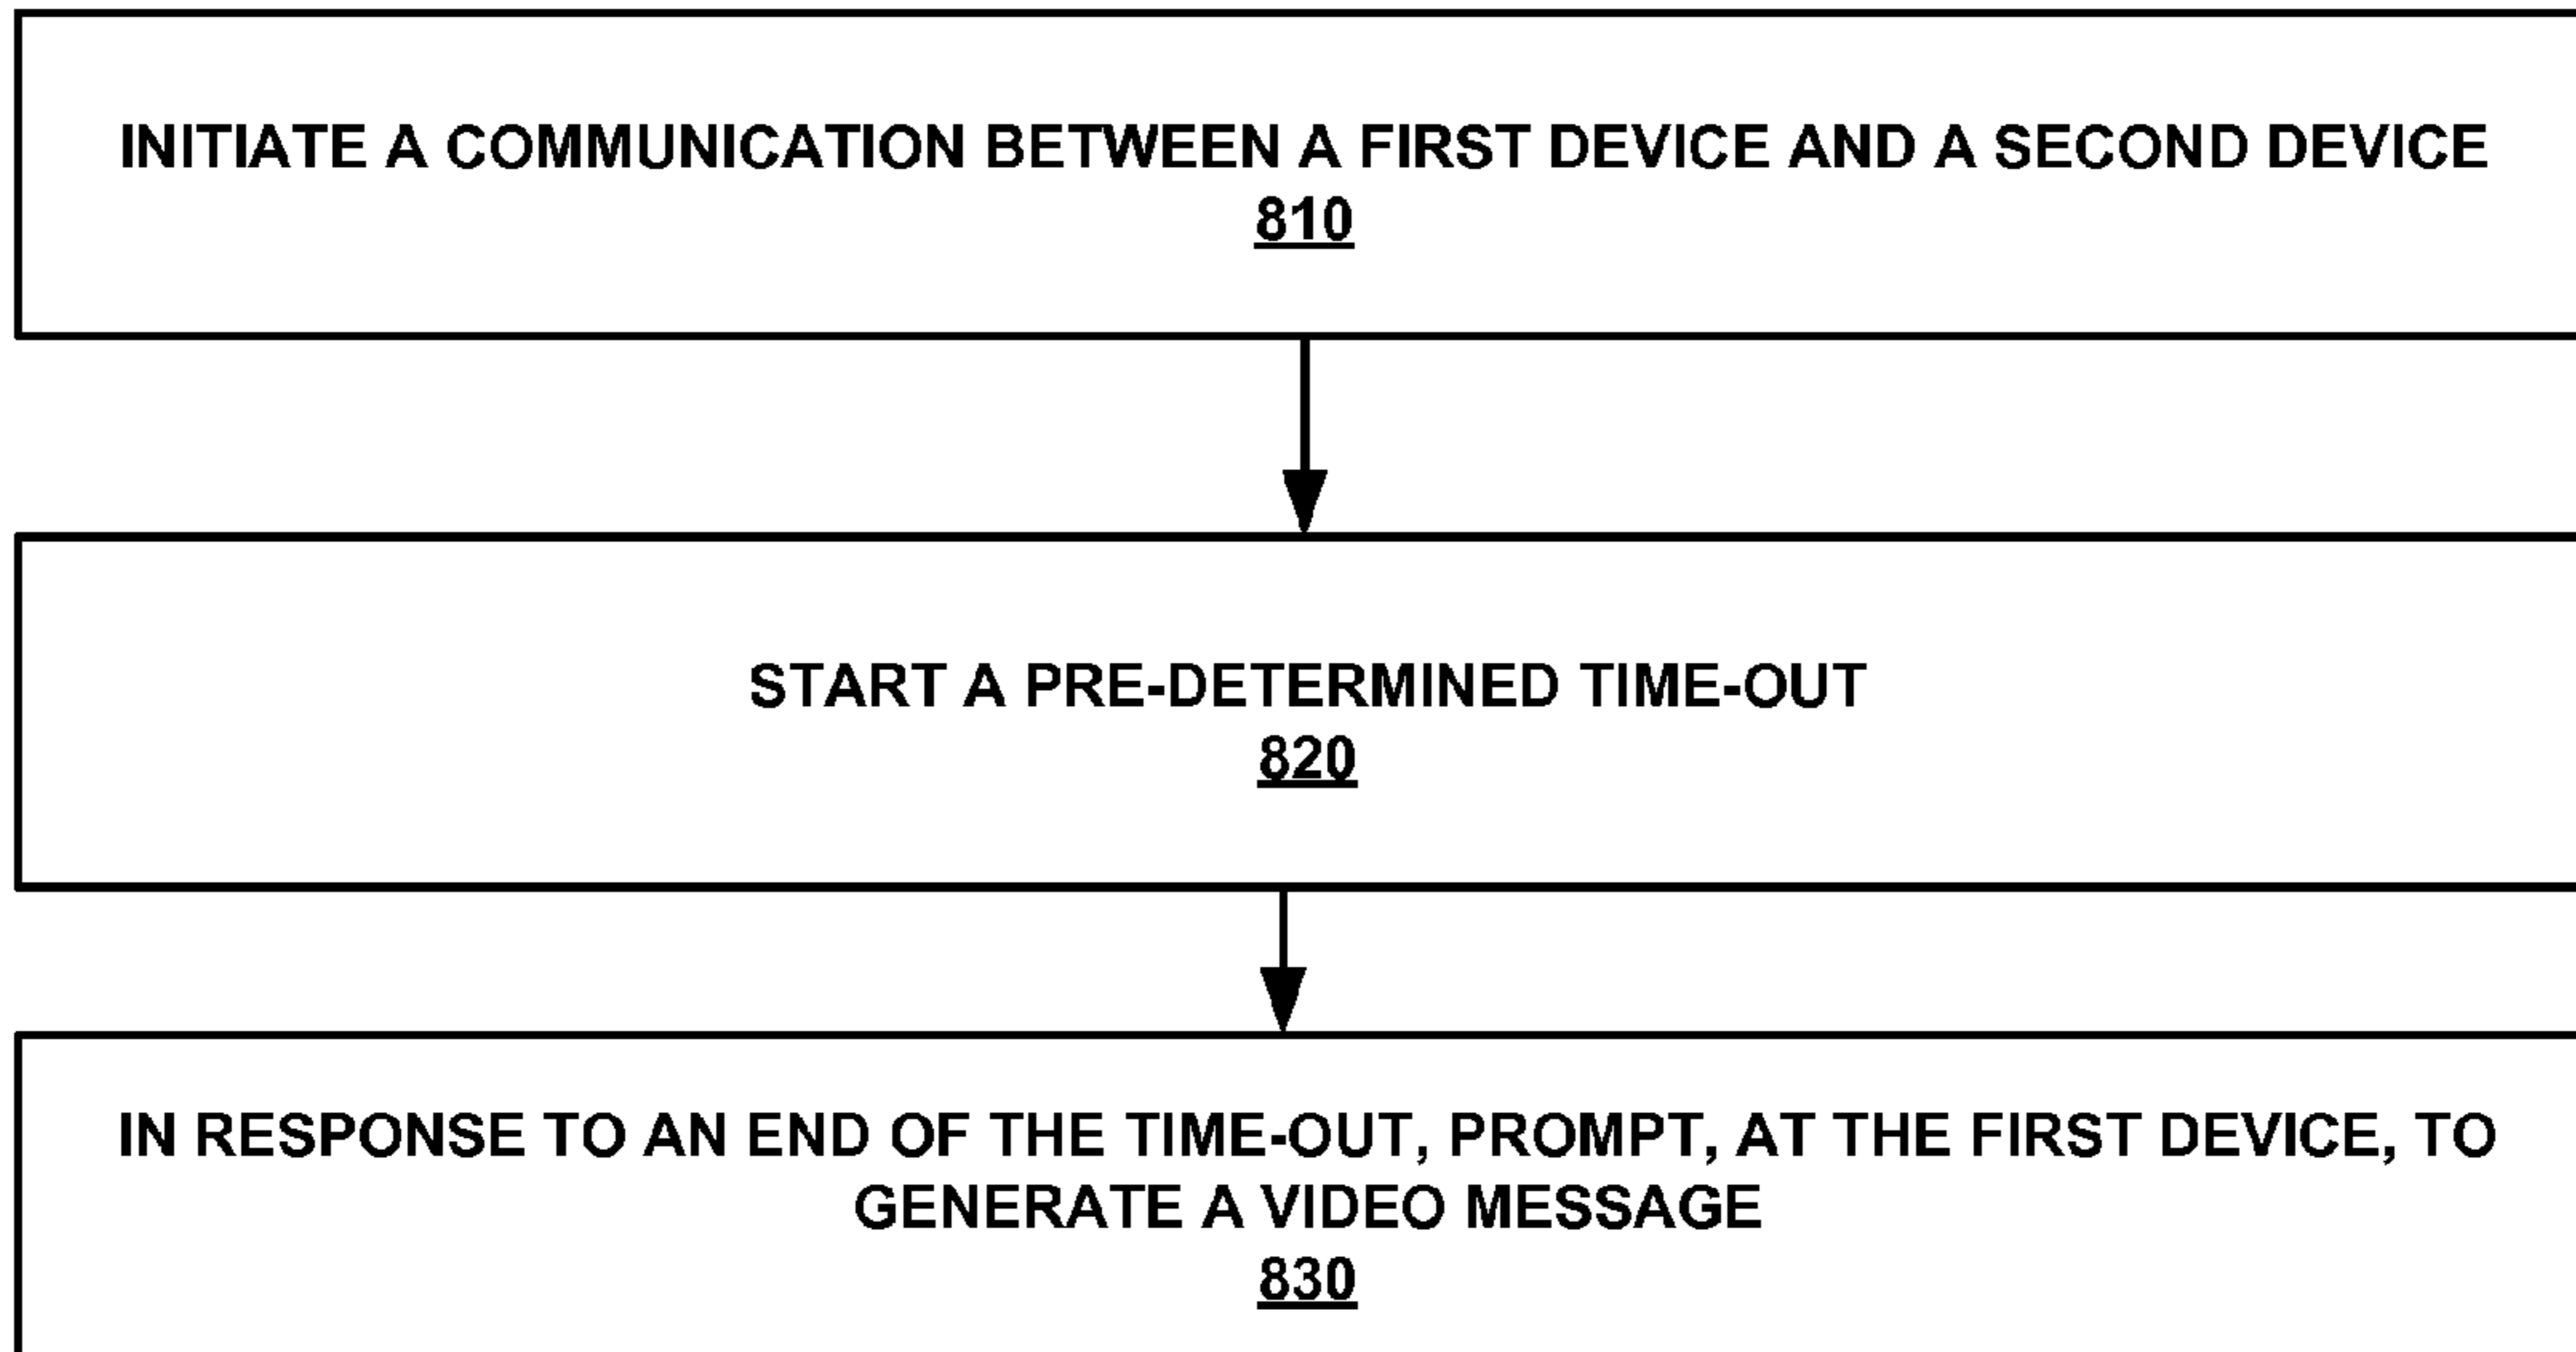 INITIATE A COMMUNICATION BETWEEN A FIRST DEVICE AND A SECOND DEVICE
810
START A PRE-DETERMINED TIME-OUT
820
IN RESPONSE TO AN END OF THE TIME-OUT, PROMPT, AT THE FIRST DEVICE, TO
GENERATE A VIDEO MESSAGE
830